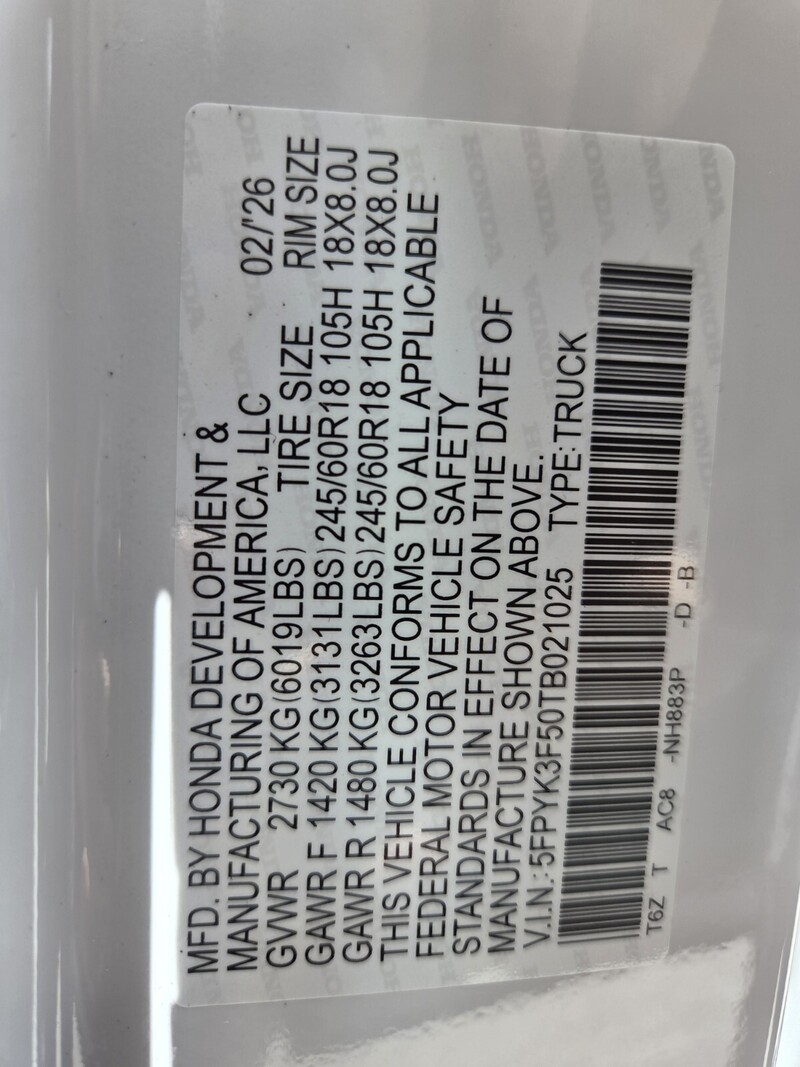 MFD. BY HONDA DEVELOPMENT &
MANUFACTURING OF AMERICA, LLC 02/'26
GVWR 2730 KG(6019LBS) TIRE SIZE RIM SIZE
GAWR F 1420 KG(3131LBS)245/60R18 105H 18X8.0J
GAWR R 1480 KG(3263LBS)245/60R18 105H 18X8.0J
THIS VEHICLE CONFORMS TO ALL APPLICABLE
FEDERAL MOTOR VEHICLE SAFETY
STANDARDS IN EFFECT ON THE DATE OF
MANUFACTURE SHOWN ABOVE.
V.I.N.: 5FPYK3F50TB021025 TYPE: TRUCK
T6Z T AC8 -NH883P -D -B